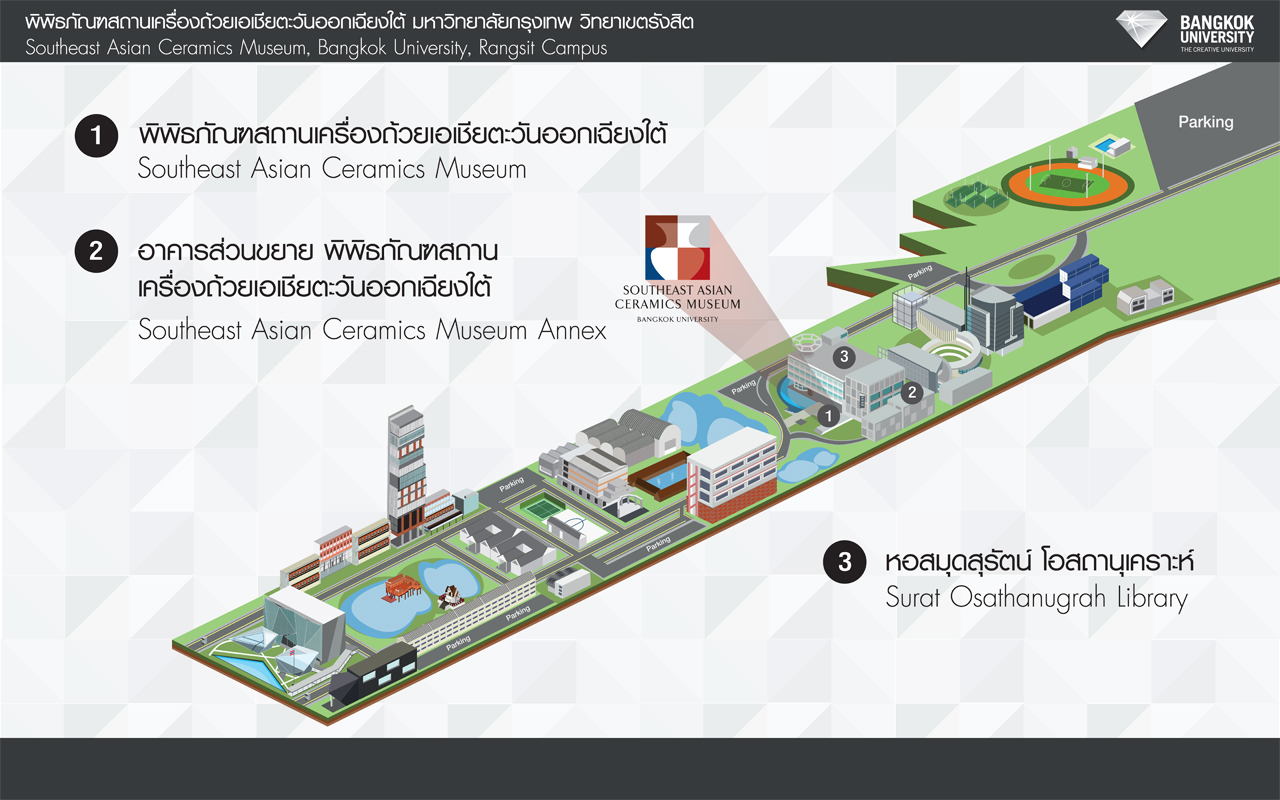 พิพิธภัณฑสถานเครื่องถ้วยเอเชียตะวันออกเฉียงใต้ มหาวิทยาลัยกรุงเทพ วิทยาเขตรังสิต
Southeast Asian Ceramics Museum, Bangkok University, Rangsit Campus
BANGKOK
UNIVERSITY
THE CREATIVE UNIVERSITY
1 พิพิธภัณฑสถานเครื่องถ้วยเอเชียตะวันออกเฉียงใต้
Southeast Asian Ceramics Museum
2 อาคารส่วนขยาย พิพิธภัณฑสถาน
เครื่องถ้วยเอเชียตะวันออกเฉียงใต้
Southeast Asian Ceramics Museum Annex
SOUTHEAST ASIAN
CERAMICS MUSEUM
BANGKOK UNIVERSITY
Parking
Parking
3
Parking
2
1
Parking
Parking
Parking
Parking
3 หอสมุดสุรัตน์ โอสถานุเคราะห์
Surat Osathanugrah Library